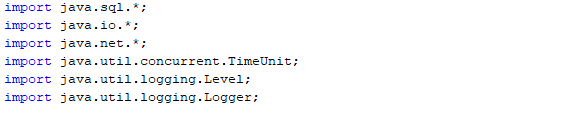 import java.sql.*;
import java.io.*;
import java.net.*;
import java.util.concurrent.TimeUnit;
import java.util.logging.Level;
import java.util.logging.Logger;